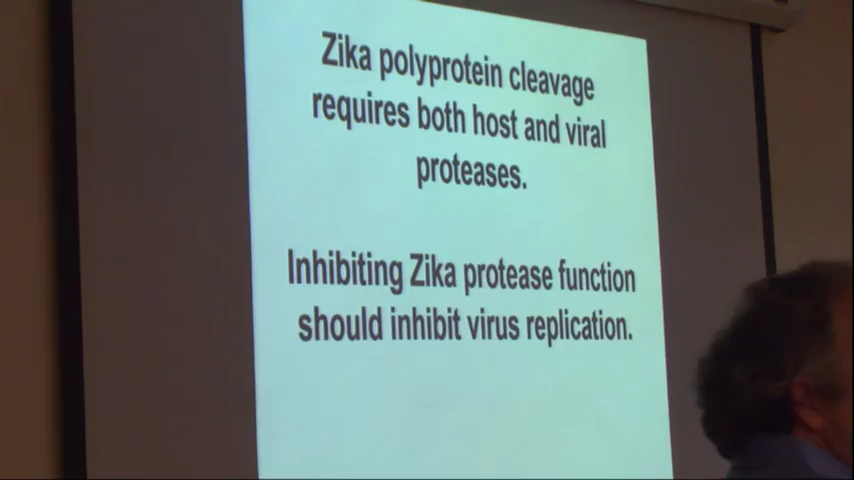 Zika polyprotein cleavage
requires both host and viral
proteases.
Inhibiting Zika protease function
should inhibit virus replication.